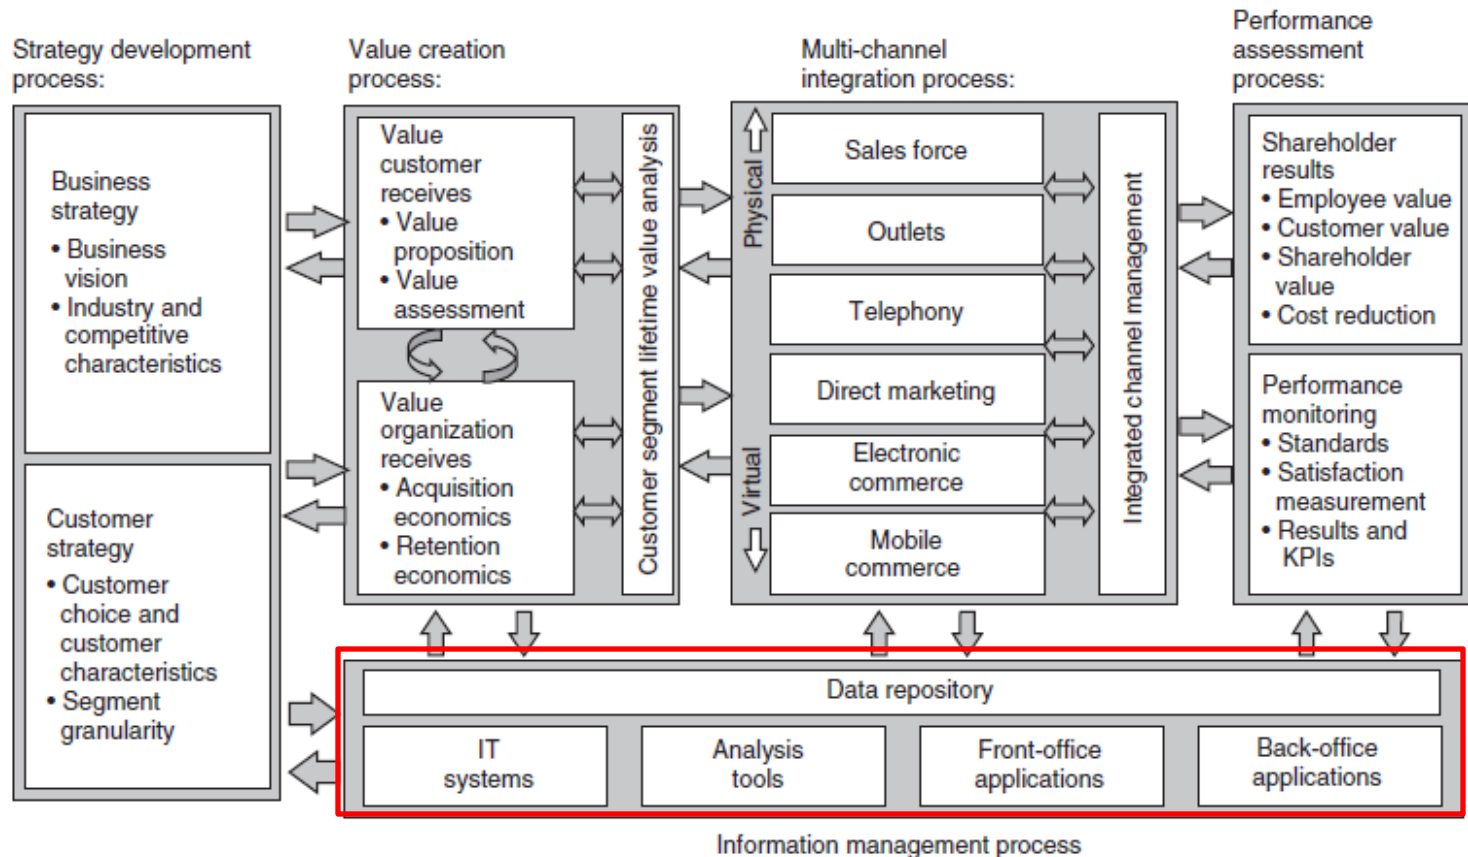 Strategy development
process:
Business
strategy
• Business
vision
• Industry and
competitive
characteristics
Customer
strategy
• Customer
choice and
customer
characteristics
• Segment
granularity
Value creation
process:
Value
customer
receives
• Value
proposition
• Value
assessment
Value
organization
receives
• Acquisition
economics
• Retention
economics
Customer segment lifetime value analysis
Multi-channel
integration process:
Physical
Virtual
Sales force
Outlets
Telephony
Direct marketing
Electronic
commerce
Mobile
commerce
Integrated channel management
Performance
assessment
process:
Shareholder
results
• Employee value
• Customer value
• Shareholder
value
• Cost reduction
Performance
monitoring
• Standards
• Satisfaction
measurement
• Results and
KPIs
Data repository
IT
systems
Analysis
tools
Front-office
applications
Back-office
applications
Information management process